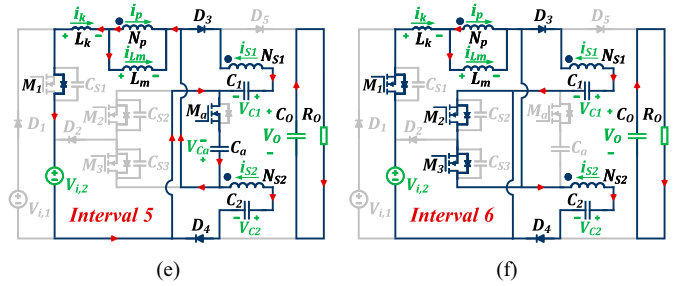 i_k
i_p
D_3
D_5
L_k
N_p
i_S1
N_S1
i_Lm
L_m
M_1
C_S1
C_1
V_C1
M_2
C_S2
M_a
C_O
R_O
D_1
D_2
V_O
M_3
C_S3
V_Ca
C_a
i_S2
N_S2
V_i,2
V_i,1
Interval 5
C_2
V_C2
D_4
(e)
i_k
i_p
D_3
D_5
L_k
N_p
i_S1
N_S1
i_Lm
L_m
M_1
C_S1
C_1
V_C1
M_2
C_S2
M_a
C_O
R_O
D_1
D_2
V_O
M_3
C_S3
C_a
i_S2
N_S2
V_i,2
V_i,1
Interval 6
C_2
V_C2
D_4
(f)